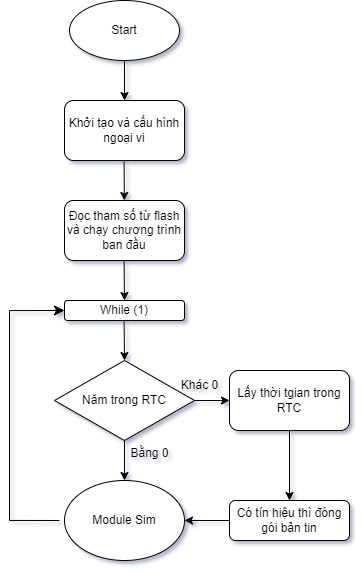 Start
Khởi tạo và cấu hình
ngoại vi
Đọc tham số từ flash
và chạy chương trình
ban đầu
While (1)
Năm trong RTC
Khác 0
Lấy thời tgian trong
RTC
Bằng 0
Module Sim
Có tín hiệu thì đóng
gói bản tin